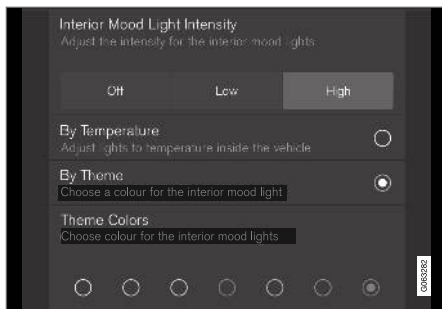 Interior Mood Light Intensity
Adjust the intensity for the interior mood lights
Off Low High
By Temperature
Adjust lights to temperature inside the vehicle
By Theme
Choose a colour for the interior mood light
Theme Colors
Choose colour for the interior mood lights
G063282